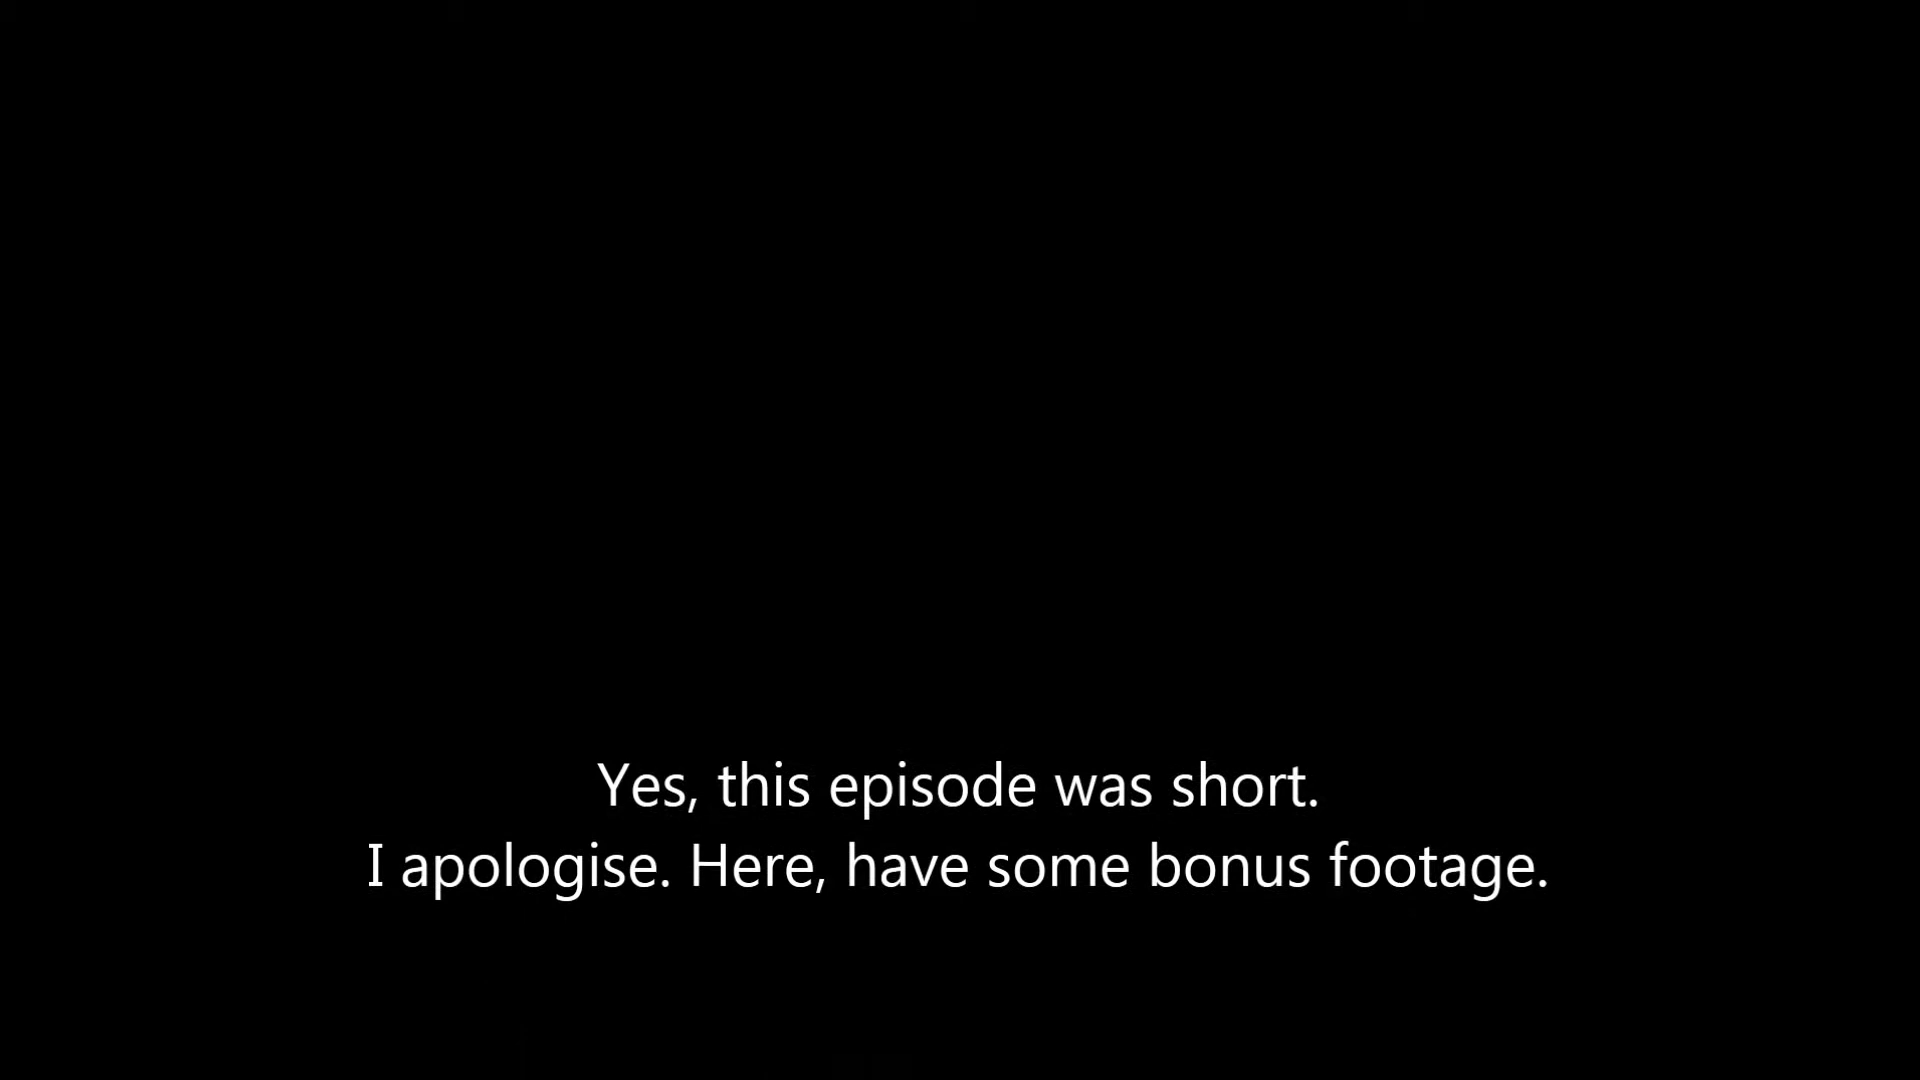 Yes, this episode was short.
I apologise. Here, have some bonus footage.